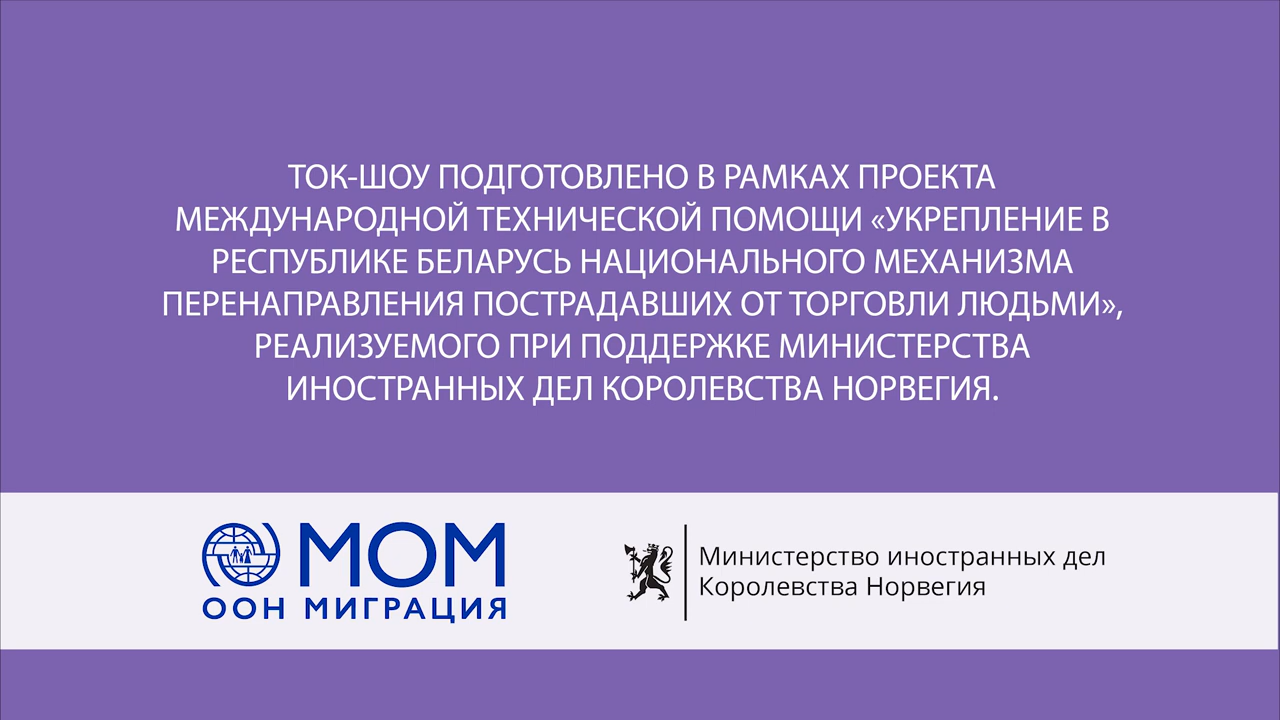 ТОК-ШОУ ПОДГОТОВЛЕНО В РАМКАХ ПРОЕКТА
МЕЖДУНАРОДНОЙ ТЕХНИЧЕСКОЙ ПОМОЩИ «УКРЕПЛЕНИЕ В
РЕСПУБЛИКЕ БЕЛАРУСЬ НАЦИОНАЛЬНОГО МЕХАНИЗМА
ПЕРЕНАПРАВЛЕНИЯ ПОСТРАДАВШИХ ОТ ТОРГОВЛИ ЛЮДЬМИ»,
РЕАЛИЗУЕМОГО ПРИ ПОДДЕРЖКЕ МИНИСТЕРСТВА
ИНОСТРАННЫХ ДЕЛ КОРОЛЕВСТВА НОРВЕГИЯ.
МОМ
ООН МИГРАЦИЯ
Министерство иностранных дел
Королевства Норвегия